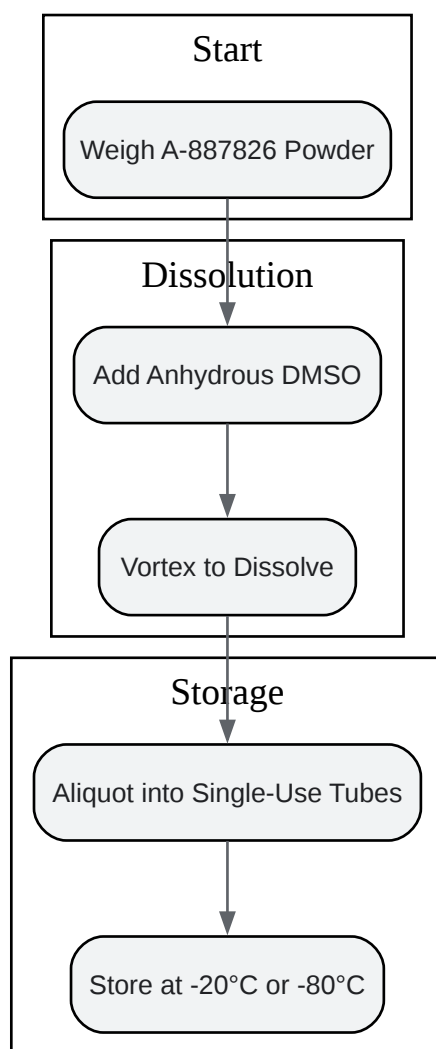 Start
Weigh A-887826 Powder
Dissolution
Add Anhydrous DMSO
Vortex to Dissolve
Storage
Aliquot into Single-Use Tubes
Store at -20°C or -80°C